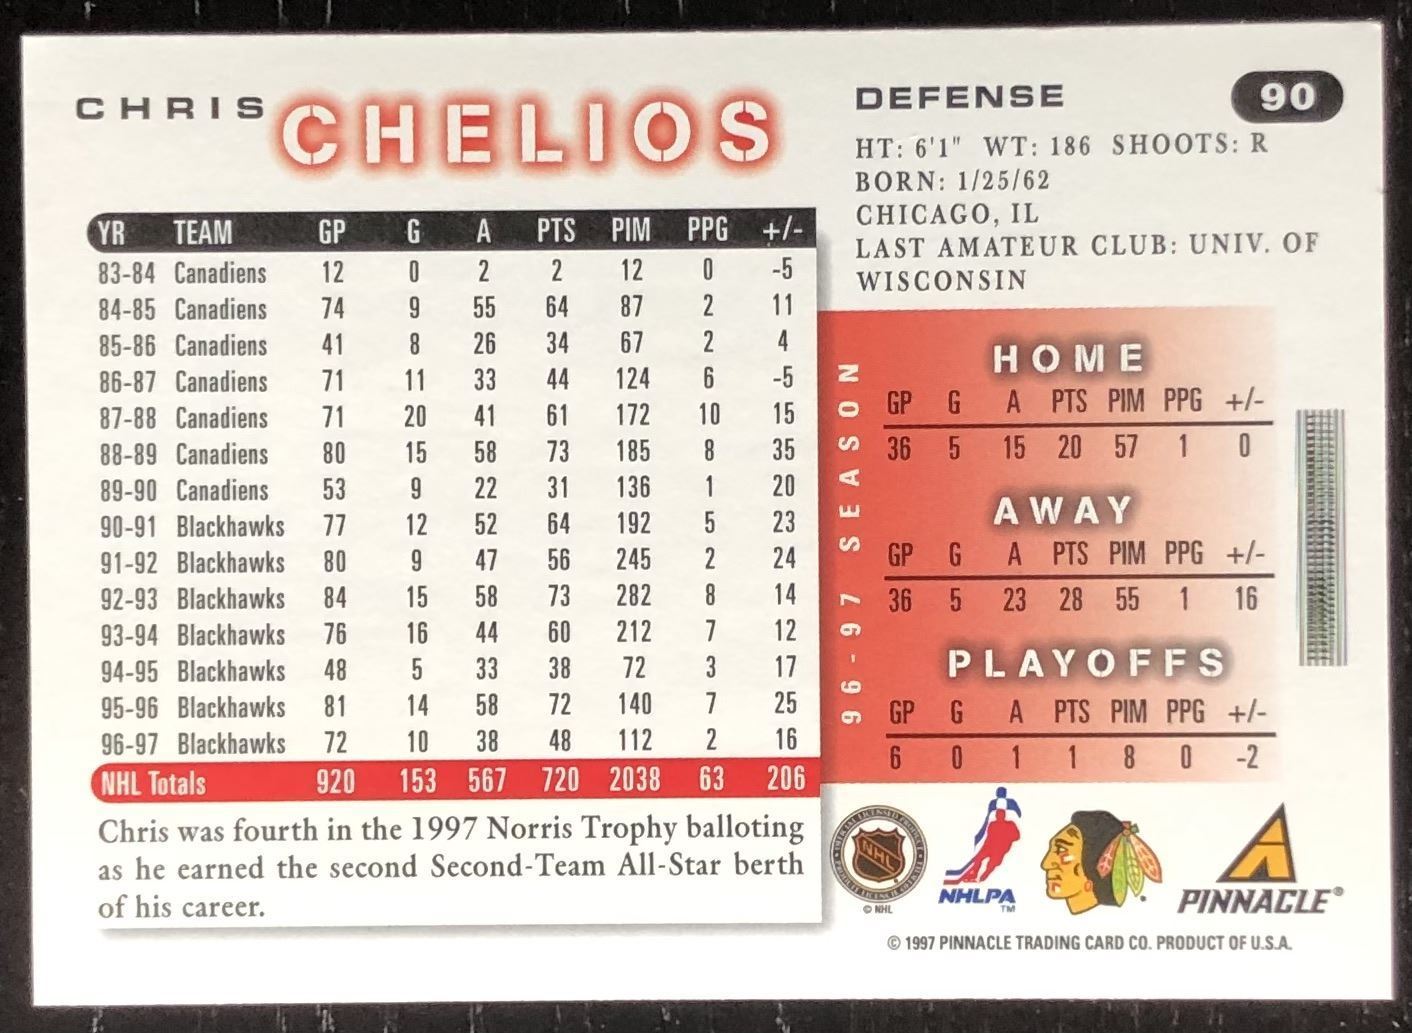 CHRIS CHELIOS
DEFENSE
90
HT: 6'1" WT: 186 SHOOTS: R
BORN: 1/25/62
CHICAGO, IL
LAST AMATEUR CLUB: UNIV. OF
WISCONSIN
YR TEAM GP G A PTS PIM PPG +/-
83-84 Canadiens 12 0 2 2 12 0 -5
84-85 Canadiens 74 9 55 64 87 2 11
85-86 Canadiens 41 8 26 34 67 2 4
86-87 Canadiens 71 11 33 44 124 6 -5
87-88 Canadiens 71 20 41 61 172 10 15
88-89 Canadiens 80 15 58 73 185 8 35
89-90 Canadiens 53 9 22 31 136 1 20
90-91 Blackhawks 77 12 52 64 192 5 23
91-92 Blackhawks 80 9 47 56 245 2 24
92-93 Blackhawks 84 15 58 73 282 8 14
93-94 Blackhawks 76 16 44 60 212 7 12
94-95 Blackhawks 48 5 33 38 72 3 17
95-96 Blackhawks 81 14 58 72 140 7 25
96-97 Blackhawks 72 10 38 48 112 2 16
NHL Totals 920 153 567 720 2038 63 206
Chris was fourth in the 1997 Norris Trophy balloting
as he earned the second Second-Team All-Star berth
of his career.
96-97 SEASON
HOME
GP G A PTS PIM PPG +/-
36 5 15 20 57 1 0
AWAY
GP G A PTS PIM PPG +/-
36 5 23 28 55 1 16
PLAYOFFS
GP G A PTS PIM PPG +/-
6 0 1 1 8 0 -2
NHL
© NHL
NHLPA
TM
PINNACLE®
© 1997 PINNACLE TRADING CARD CO. PRODUCT OF U.S.A.